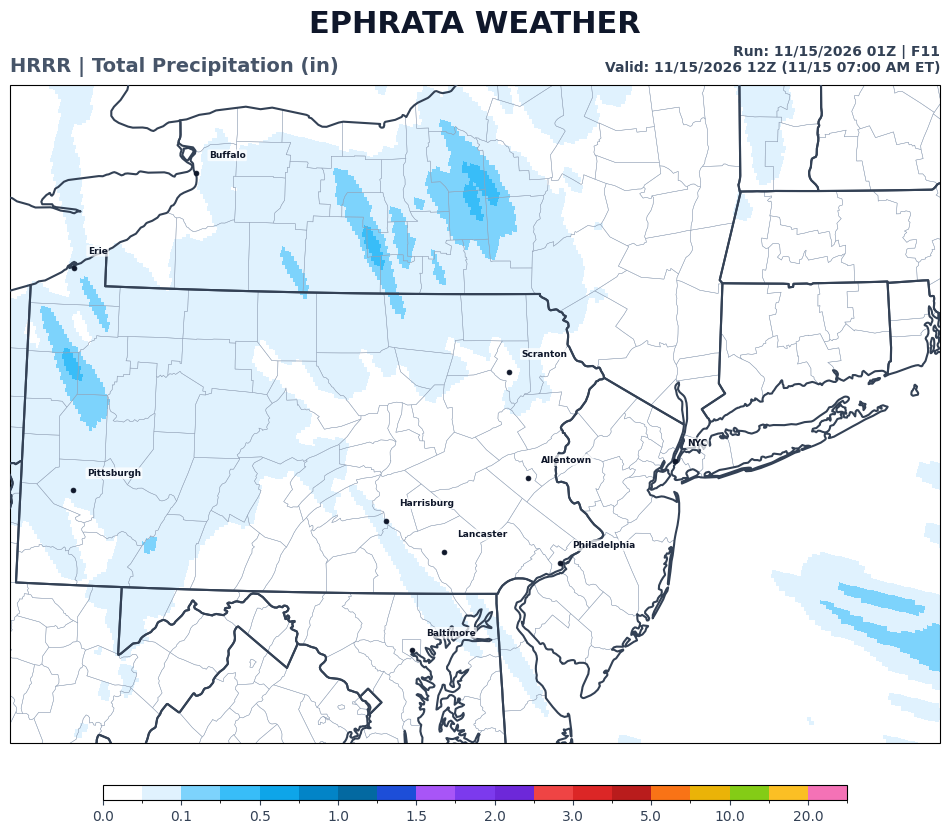 EPHRATA WEATHER
HRRR | Total Precipitation (in)
Run: 11/15/2026 01Z | F11
Valid: 11/15/2026 12Z (11/15 07:00 AM ET)
Buffalo
Erie
Scranton
NYC
Allentown
Pittsburgh
Harrisburg
Lancaster
Philadelphia
Baltimore
0.0 0.1 0.5 1.0 1.5 2.0 3.0 5.0 10.0 20.0